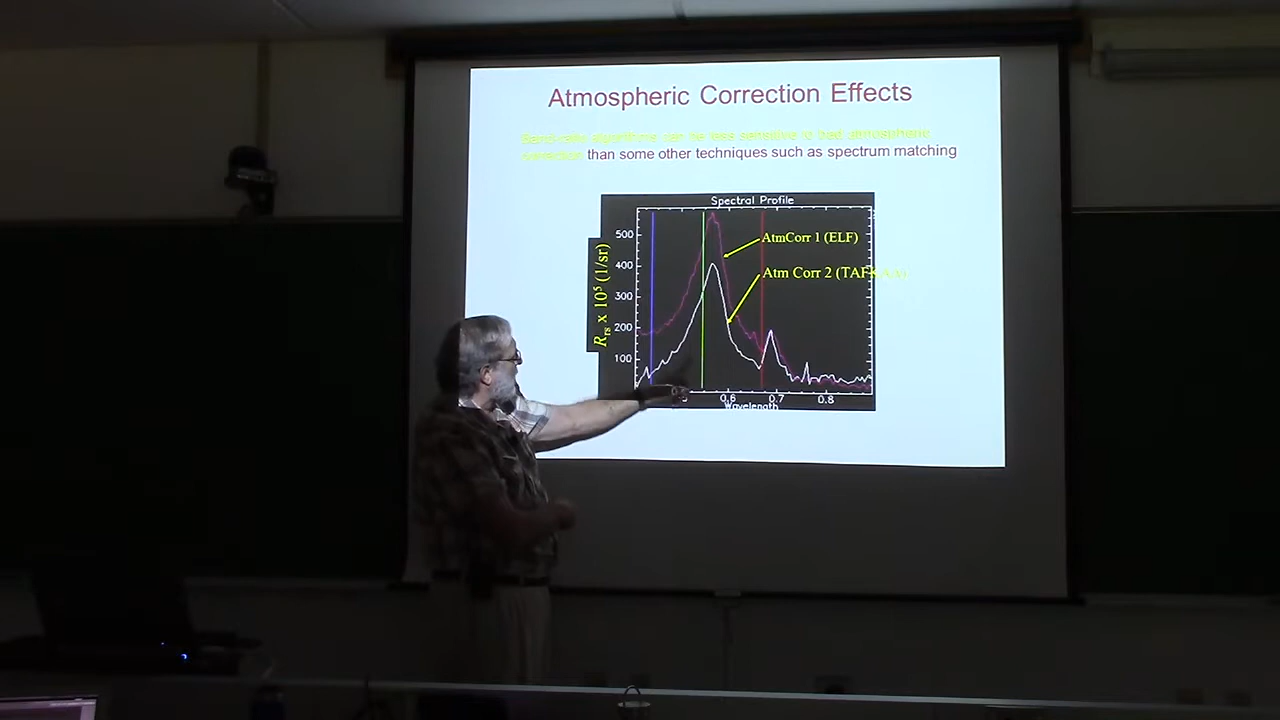 Atmospheric Correction Effects
Band ratio algorithms can be less sensitive to bad atmospheric
correction than some other techniques such as spectrum matching
Spectral Profile
500
400
300
200
100
Rrs x 10⁵ (1/sr)
AtmCorr 1 (ELF)
Atm Corr 2 (TAFKAA)
0.6 0.7 0.8
Wavelength